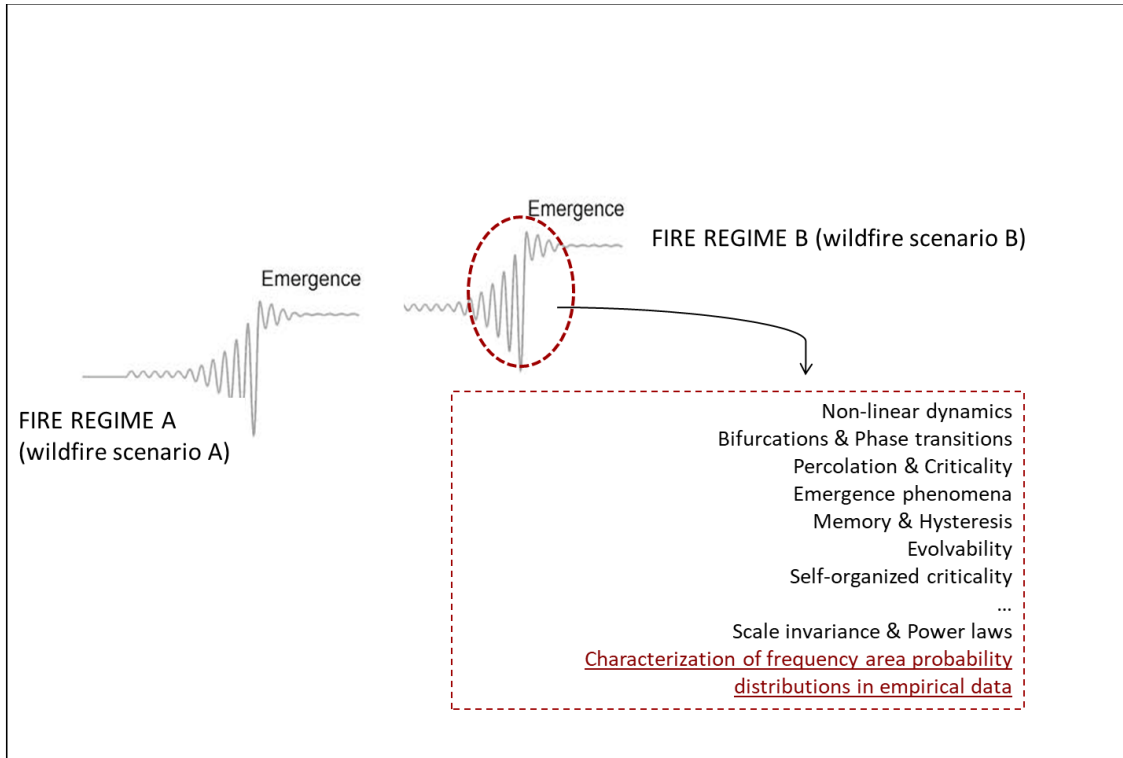 Emergence
FIRE REGIME B (wildfire scenario B)
Emergence
FIRE REGIME A
(wildfire scenario A)
Non-linear dynamics
Bifurcations & Phase transitions
Percolation & Criticality
Emergence phenomena
Memory & Hysteresis
Evolvability
Self-organized criticality
...
Scale invariance & Power laws
Characterization of frequency area probability
distributions in empirical data